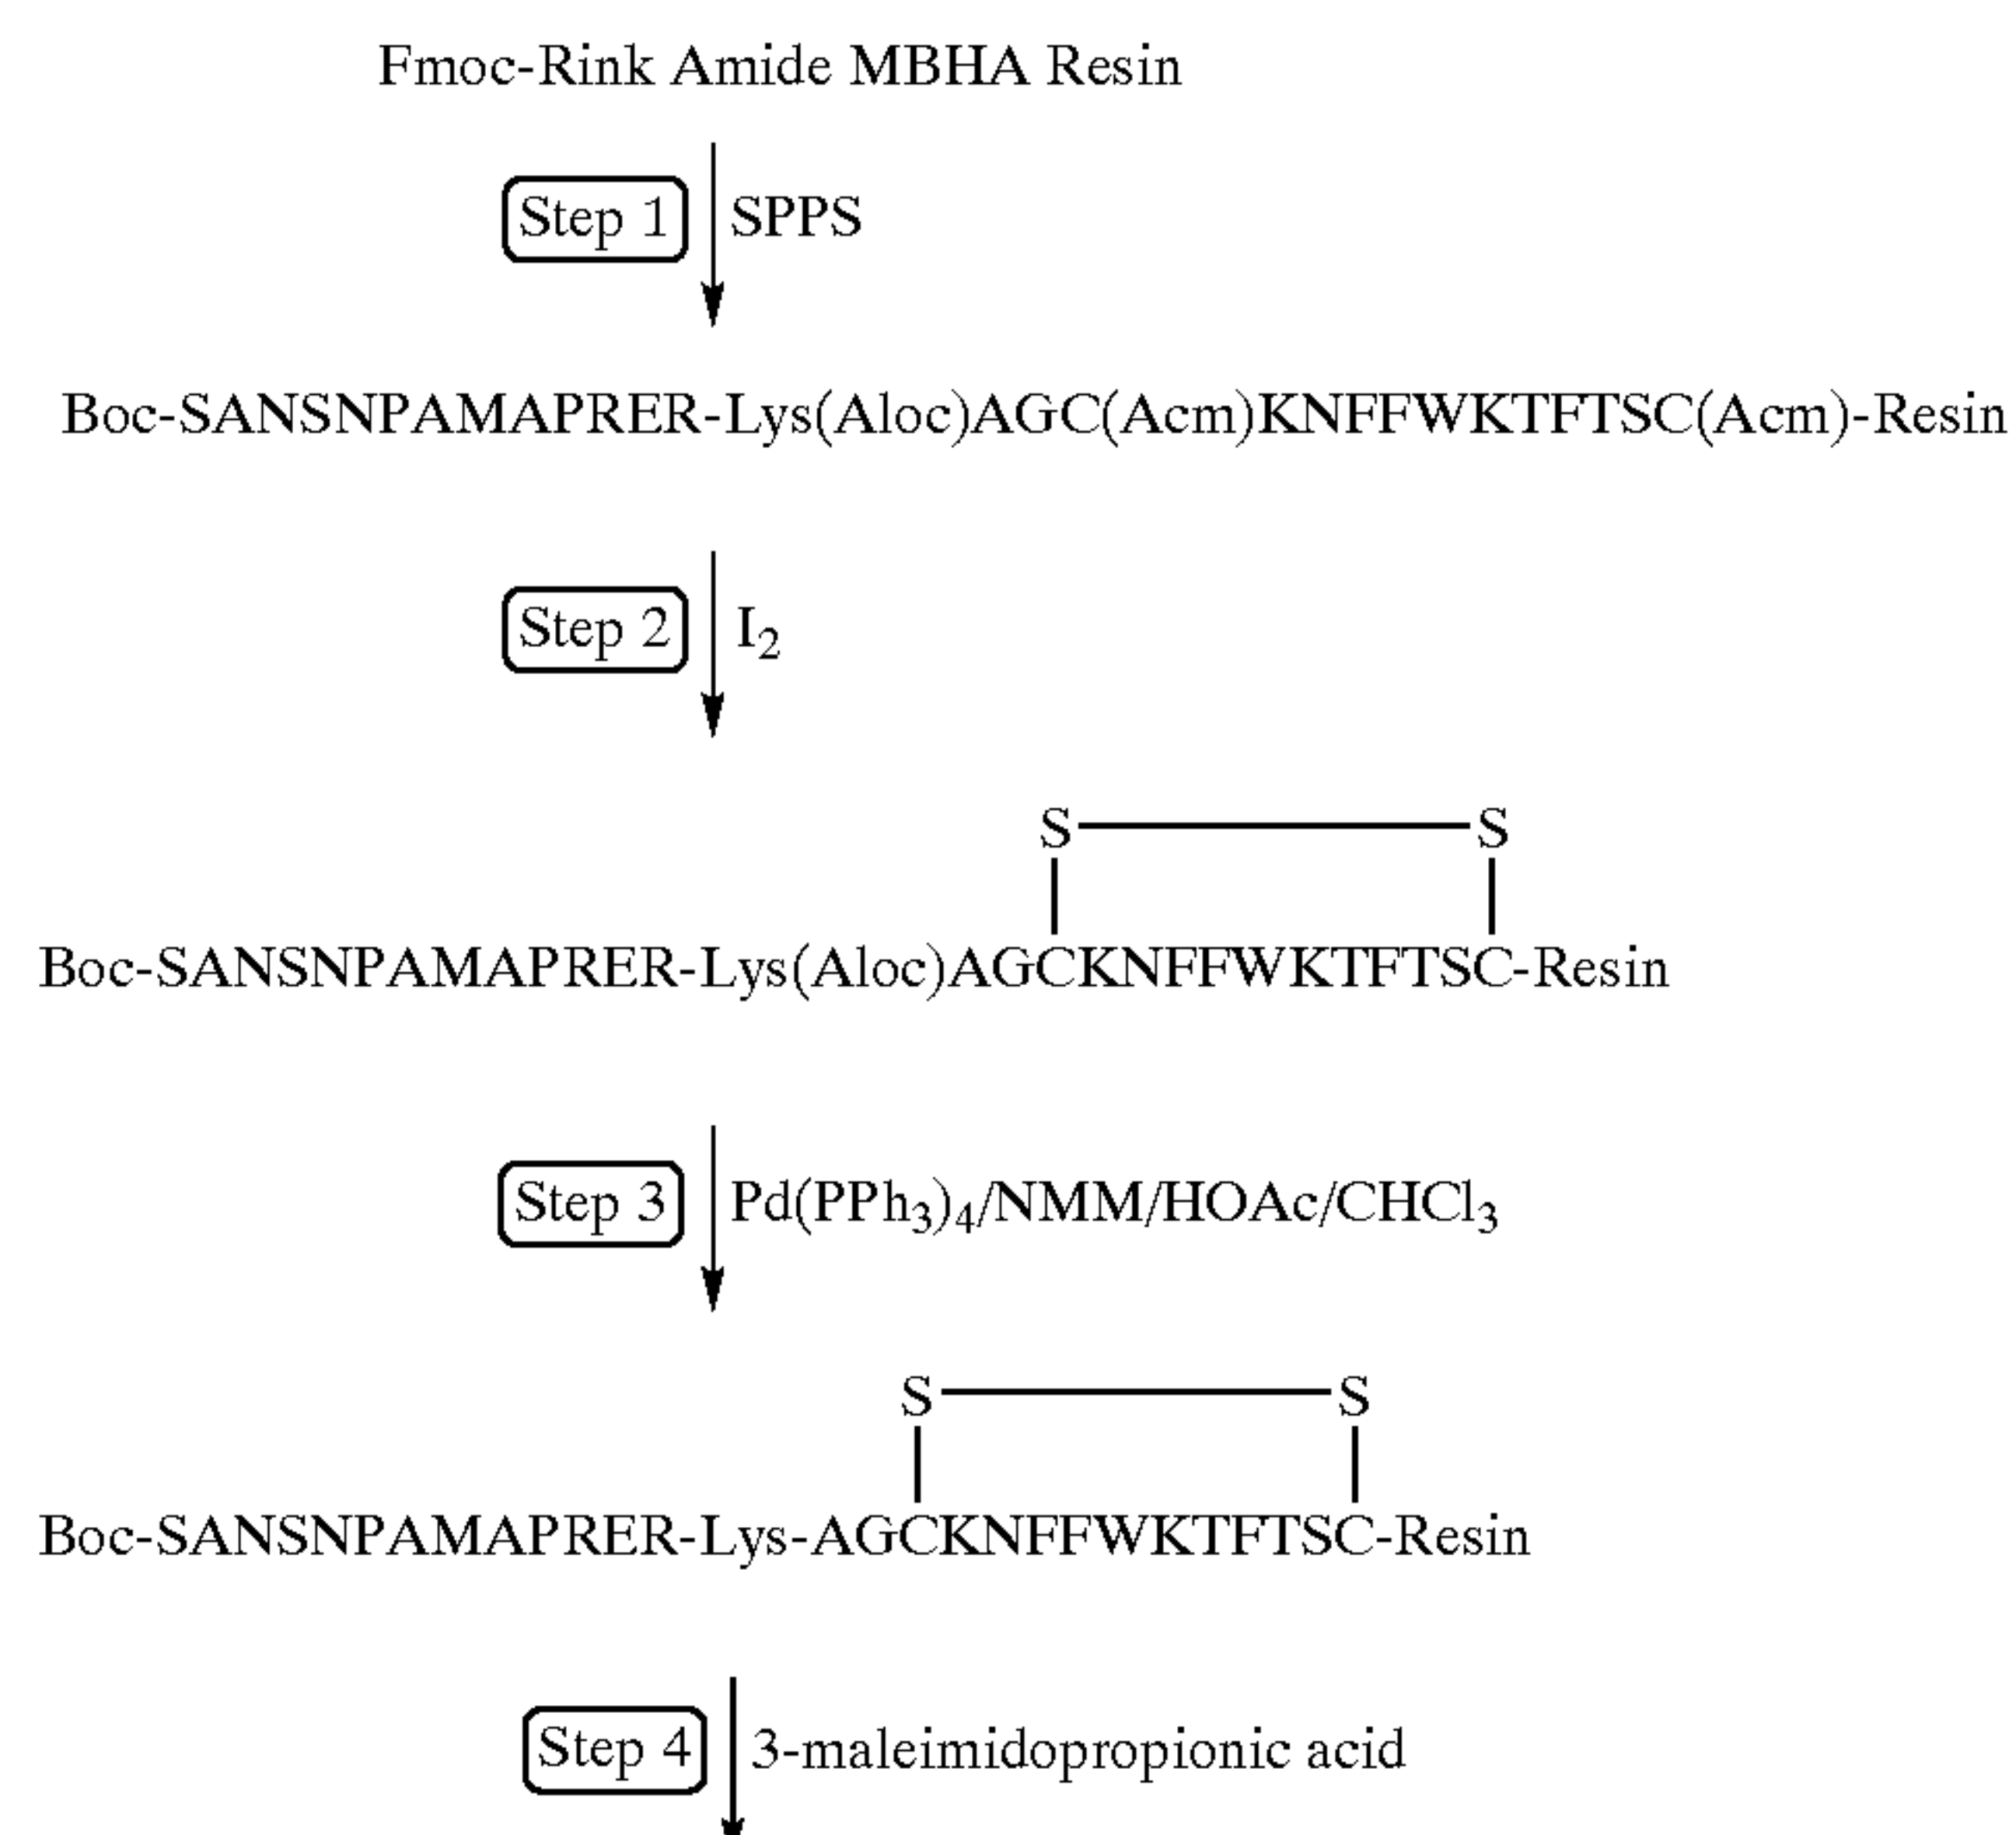 Fmoc-Rink Amide MBHA Resin
Step 1 SPPS
Boc-SANSNPAMAPRER-Lys(Aloc)AGC(Acm)KNFFWKTFTSC(Acm)-Resin
Step 2 I2
S S
Boc-SANSNPAMAPRER-Lys(Aloc)AGCKNFFWKTFTSC-Resin
Step 3 Pd(PPh3)4/NMM/HOAc/CHCl3
S S
Boc-SANSNPAMAPRER-Lys-AGCKNFFWKTFTSC-Resin
Step 4 3-maleimidopropionic acid